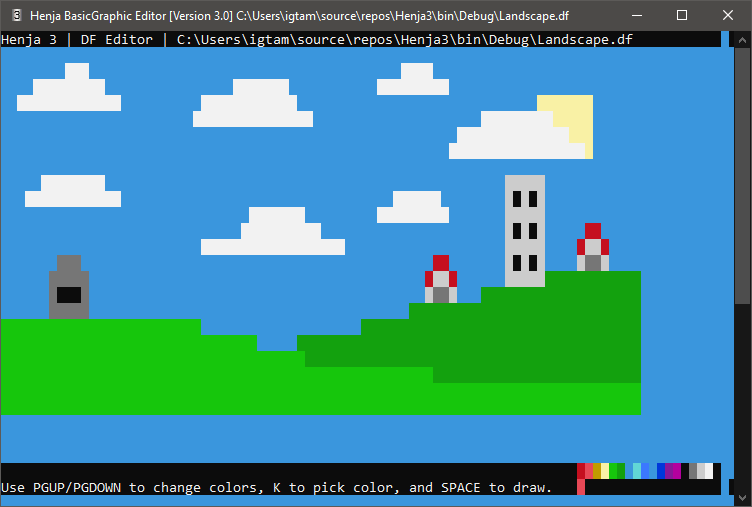 Henja BasicGraphic Editor [Version 3.0] C:\Users\igtam\source\repos\Henja3\bin\Debug\Landscape.df
Henja 3 | DF Editor | C:\Users\igtam\source\repos\Henja3\bin\Debug\Landscape.df
Use PGUP/PGDOWN to change colors, K to pick color, and SPACE to draw.